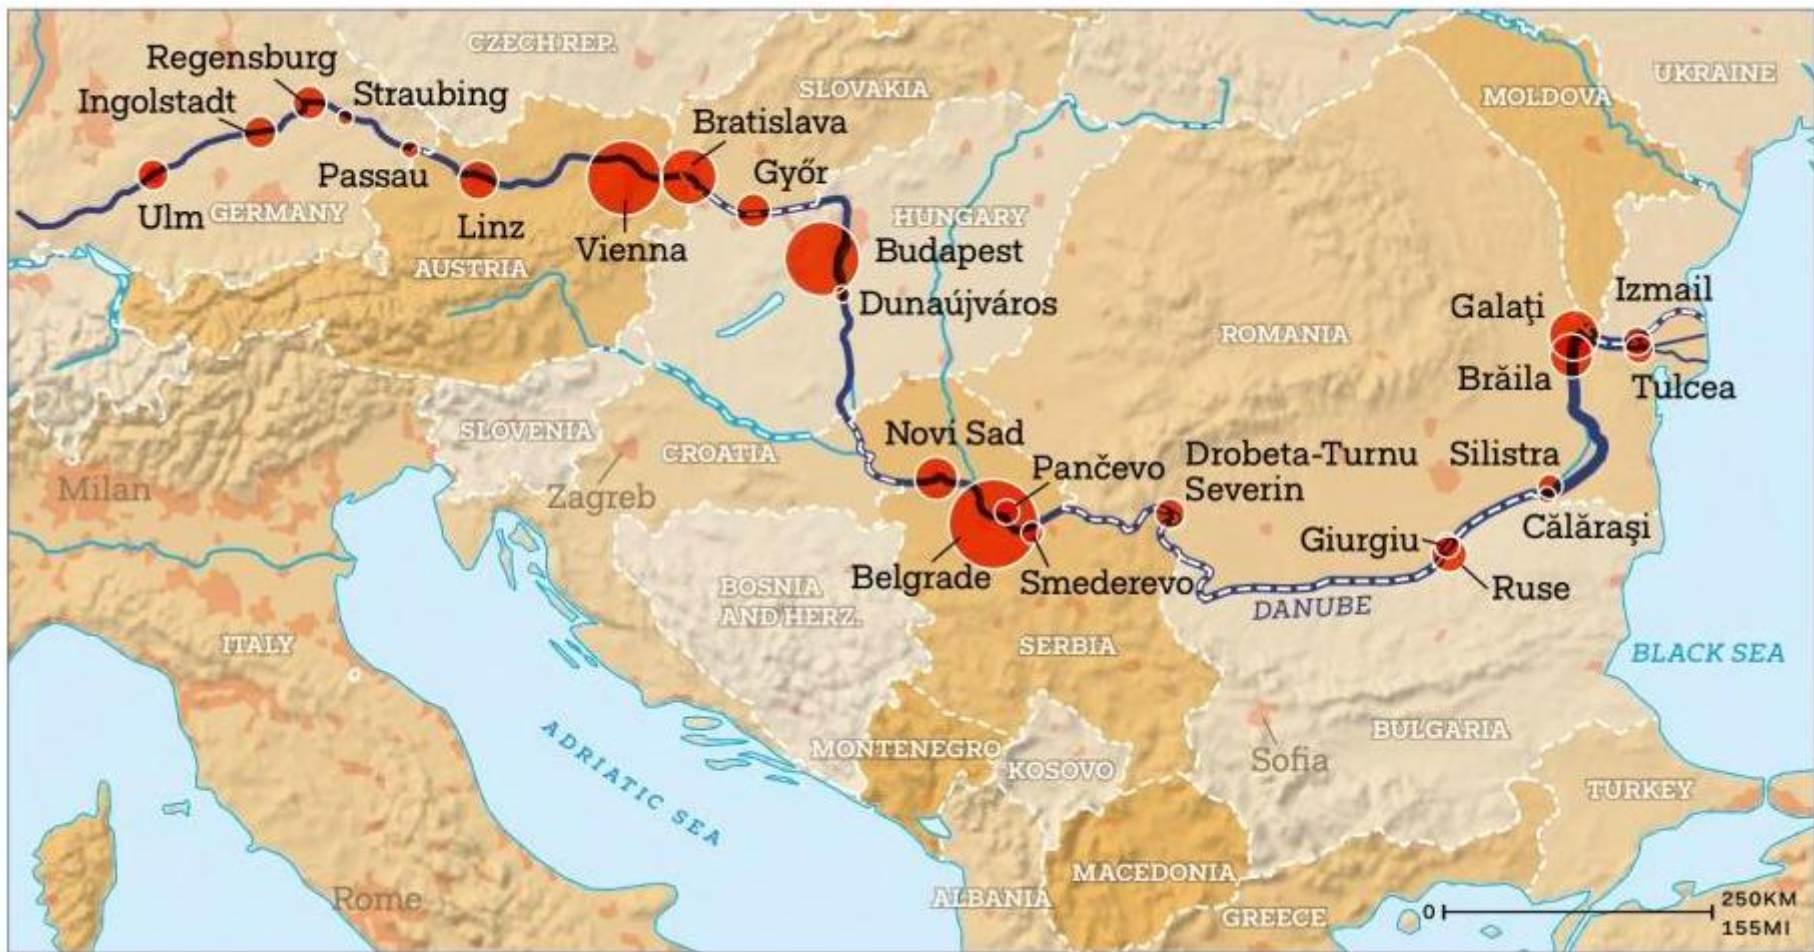 CZECH REP.
Regensburg
Ingolstadt
Straubing
SLOVAKIA
UKRAINE
MOLDOVA
Bratislava
Passau
Győr
Ulm
GERMANY
Linz
Vienna
HUNGARY
Budapest
AUSTRIA
Dunaújváros
Izmail
Galaţi
ROMANIA
Brăila
Tulcea
SLOVENIA
CROATIA
Novi Sad
Pančevo
Drobeta-Turnu
Severin
Silistra
Milan
Zagreb
Călăraşi
Giurgiu
Belgrade
Smederevo
Ruse
BOSNIA
AND HERZ.
DANUBE
ITALY
SERBIA
BLACK SEA
ADRIATIC SEA
MONTENEGRO
KOSOVO
BULGARIA
Sofia
TURKEY
MACEDONIA
Rome
ALBANIA
GREECE
0
250KM
155MI